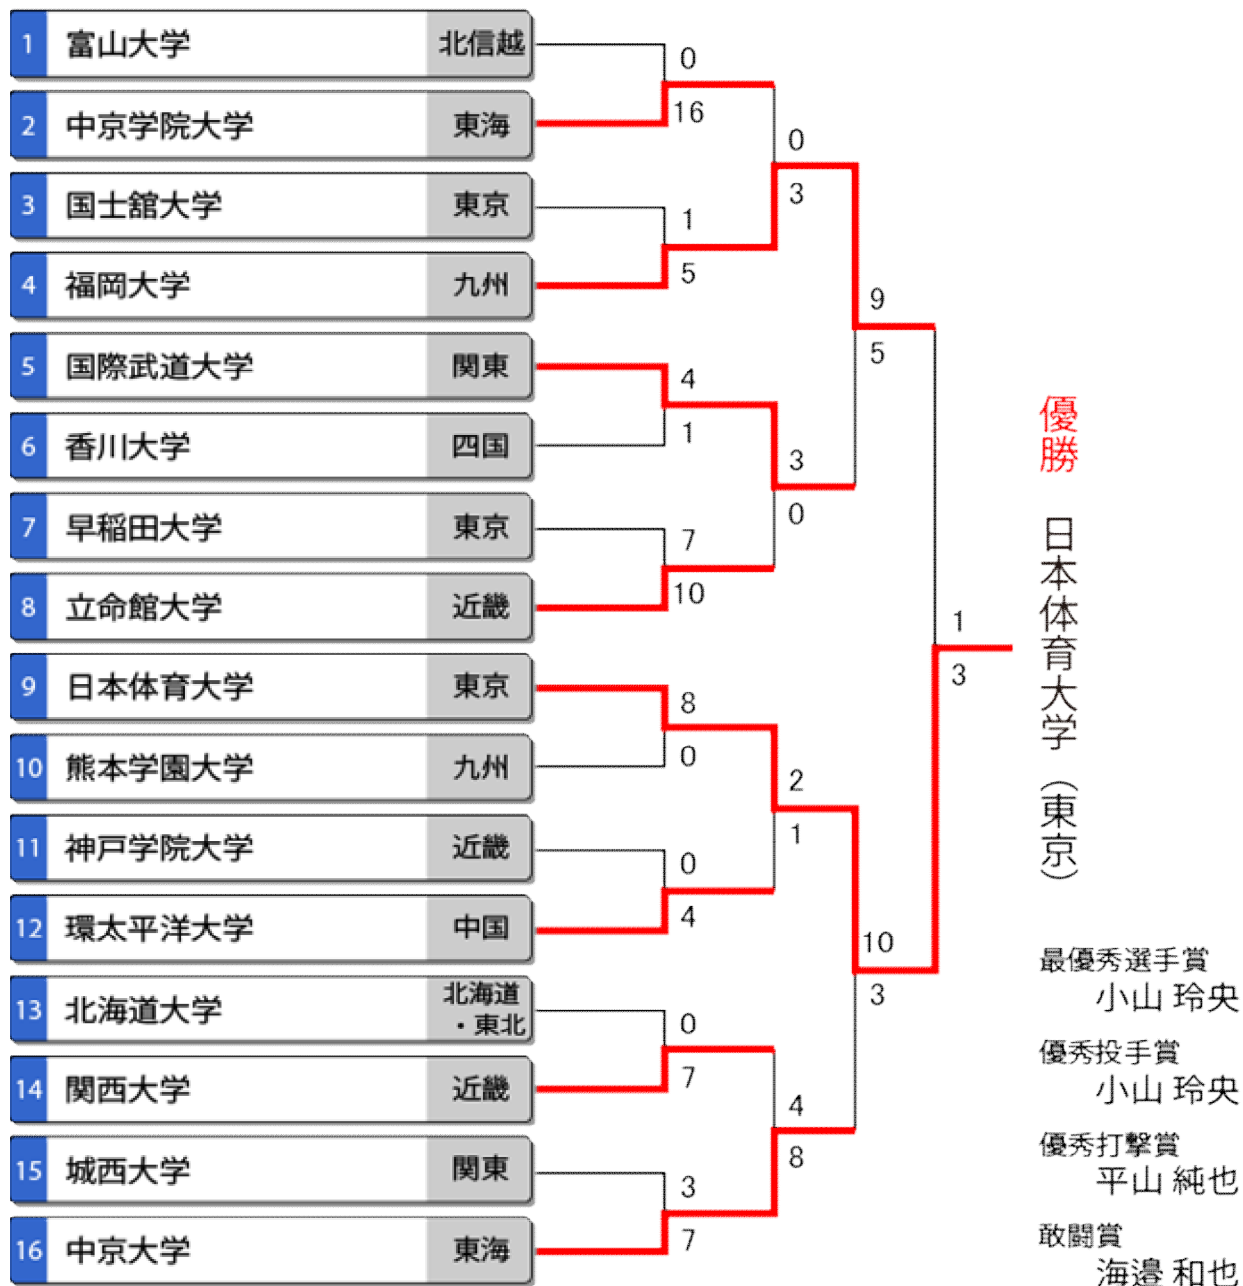 1 富山大学 北信越
2 中京学院大学 東海
3 国士舘大学 東京
4 福岡大学 九州
5 国際武道大学 関東
6 香川大学 四国
7 早稲田大学 東京
8 立命館大学 近畿
9 日本体育大学 東京
10 熊本学園大学 九州
11 神戸学院大学 近畿
12 環太平洋大学 中国
13 北海道大学 北海道
・東北
14 関西大学 近畿
15 城西大学 関東
16 中京大学 東海
0
16
1
5
4
1
7
10
8
0
0
4
0
7
3
7
0
3
3
0
2
1
4
8
9
5
10
3
1
3
優勝 日本体育大学 (東京)
最優秀選手賞
小山 玲央
優秀投手賞
小山 玲央
優秀打撃賞
平山 純也
敢闘賞
海邉 和也